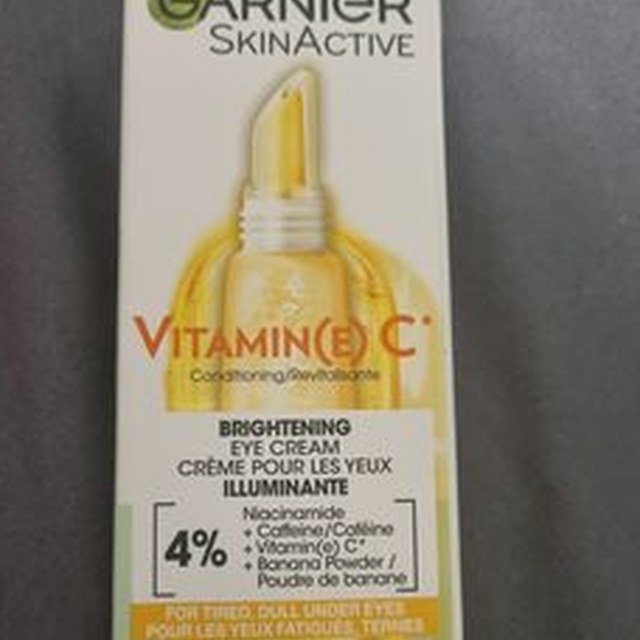 GARNIER
SKINACTIVE
VITAMIN(E) C*
Conditioning/Revitalisante
BRIGHTENING
EYE CREAM
CRÈME POUR LES YEUX
ILLUMINANTE
4%
Niacinamide
+ Caffeine/Caféine
+ Vitamin(e) C*
+ Banana Powder /
Poudre de banane
FOR TIRED, DULL UNDER EYES
POUR LES YEUX FATIGUÉS, TERNES